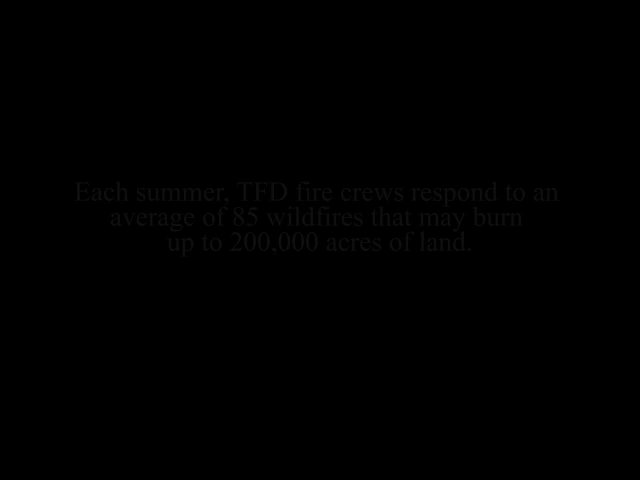 Each summer, TFD fire crews respond to an
average of 85 wildfires that may burn
up to 200,000 acres of land.